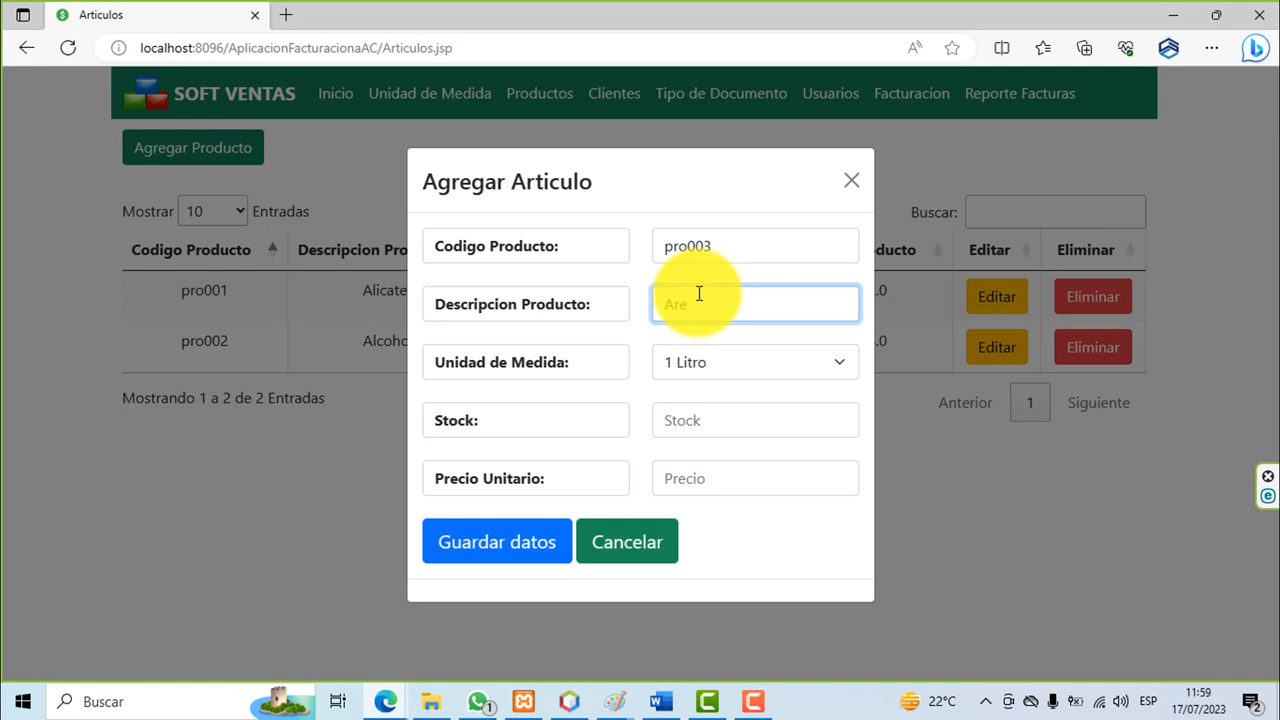 Articulos
localhost:8096/AplicacionFacturacionaAC/Articulos.jsp
SOFT VENTAS Inicio Unidad de Medida Productos Clientes Tipo de Documento Usuarios Facturacion Reporte Facturas
Agregar Producto
Agregar Articulo
Mostrar 10 Entradas
Buscar:
Codigo Producto Descripcion Pro ducto Editar Eliminar
pro001 Alicate .0 Editar Eliminar
pro002 Alcoho .0 Editar Eliminar
Mostrando 1 a 2 de 2 Entradas
Anterior 1 Siguiente
Codigo Producto: pro003
Descripcion Producto: Are
Unidad de Medida: 1 Litro
Stock: Stock
Precio Unitario: Precio
Guardar datos Cancelar
Buscar
1
22°C
ESP
11:59
17/07/2023
2